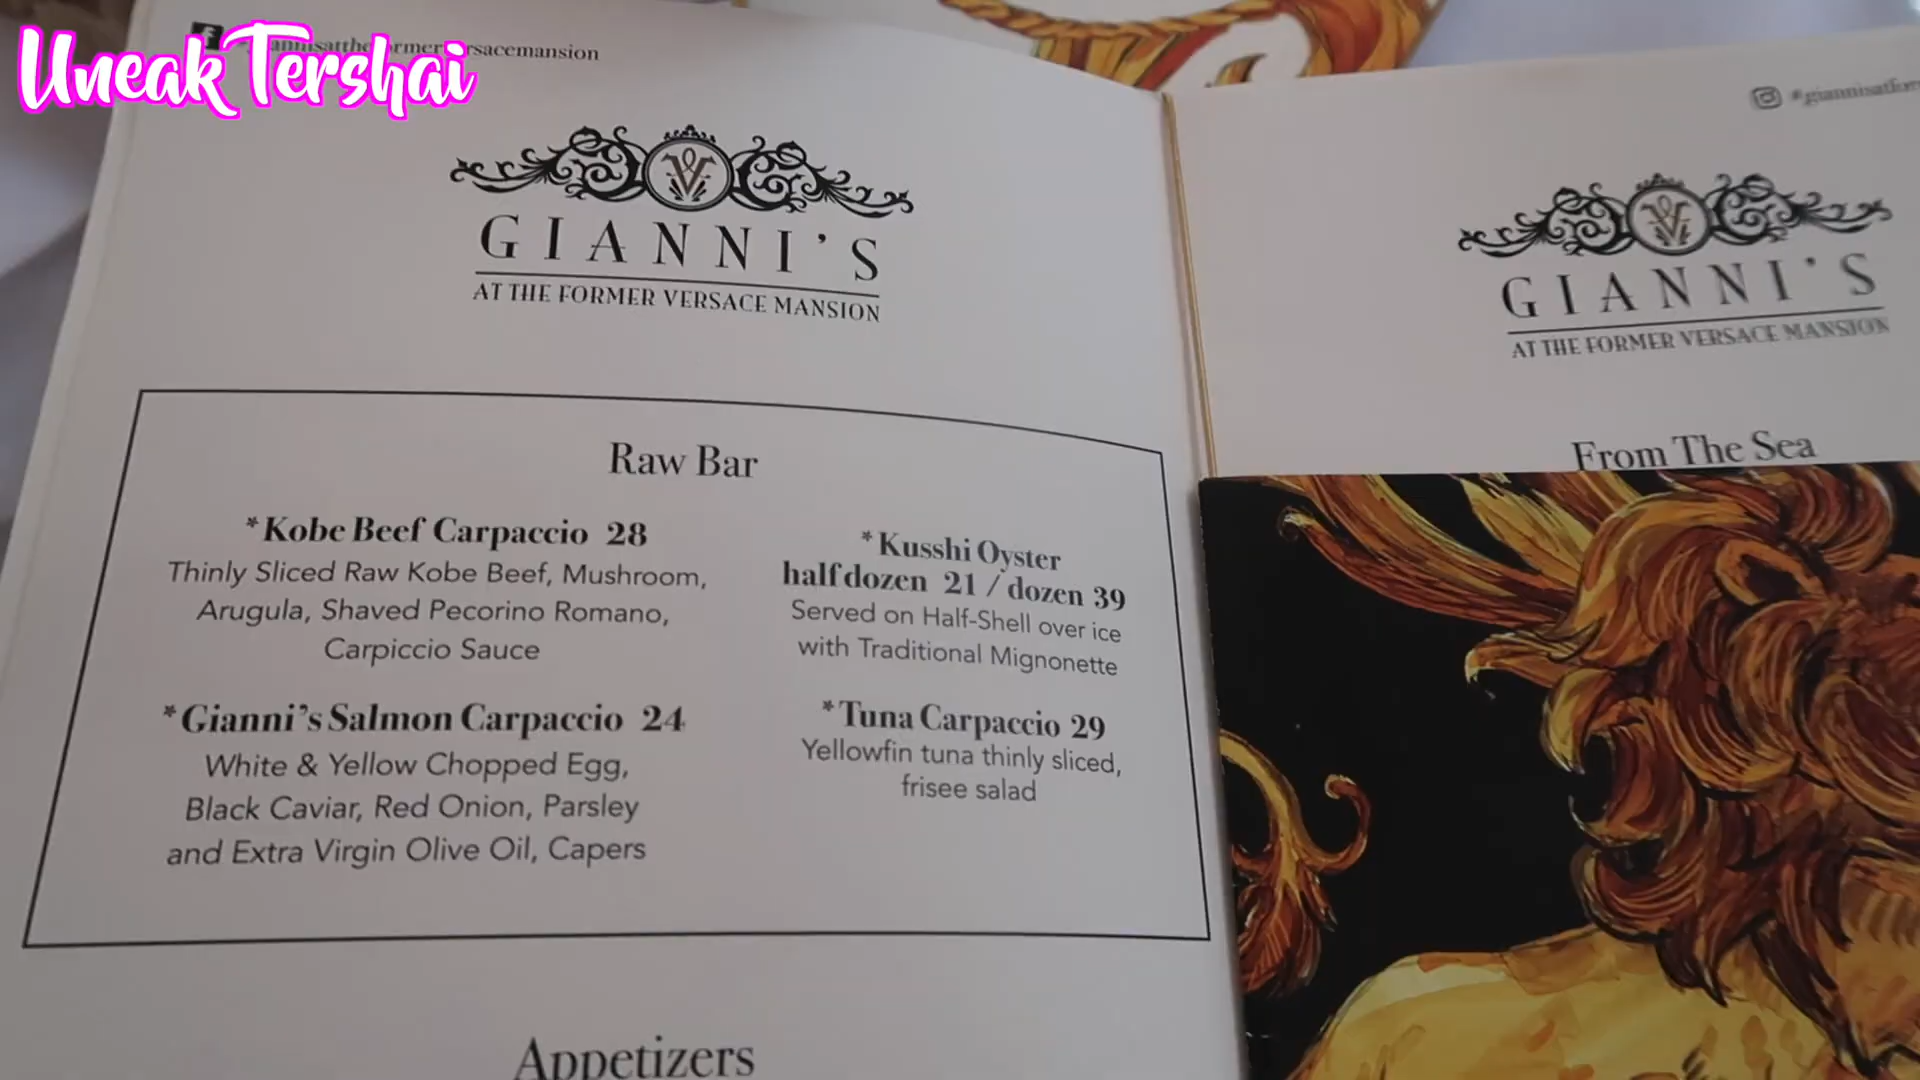 Uneak Tershai
GIANNI'S
AT THE FORMER VERSACE MANSION
Raw Bar
*Kobe Beef Carpaccio 28
Thinly Sliced Raw Kobe Beef, Mushroom,
Arugula, Shaved Pecorino Romano,
Carpiccio Sauce
*Gianni's Salmon Carpaccio 24
White & Yellow Chopped Egg,
Black Caviar, Red Onion, Parsley
and Extra Virgin Olive Oil, Capers
*Kusshi Oyster
half dozen 21 / dozen 39
Served on Half-Shell over ice
with Traditional Mignonette
*Tuna Carpaccio 29
Yellowfin tuna thinly sliced,
frisee salad
Appetizers
GIANNI'S
AT THE FORMER VERSACE MANSION
From The Sea